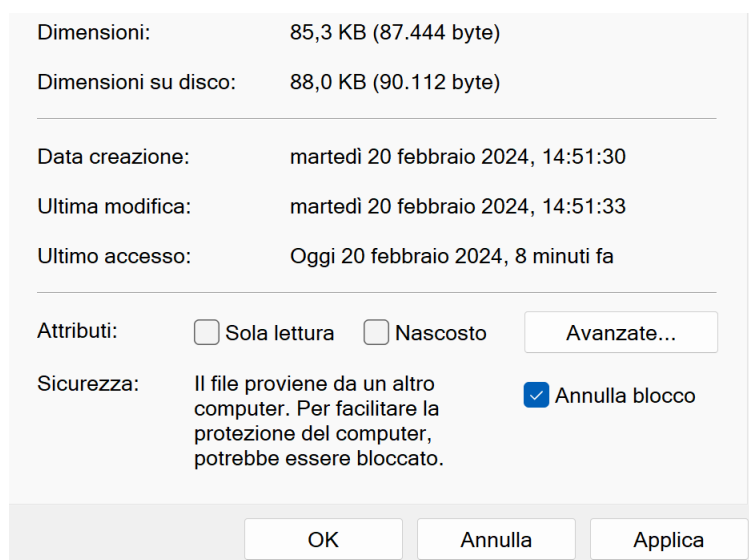 Dimensioni: 85,3 KB (87.444 byte)
Dimensioni su disco: 88,0 KB (90.112 byte)
Data creazione: martedì 20 febbraio 2024, 14:51:30
Ultima modifica: martedì 20 febbraio 2024, 14:51:33
Ultimo accesso: Oggi 20 febbraio 2024, 8 minuti fa
Attributi: Sola lettura Nascosto Avanzate...
Sicurezza: Il file proviene da un altro
computer. Per facilitare la
protezione del computer,
potrebbe essere bloccato.
Annulla blocco
OK Annulla Applica